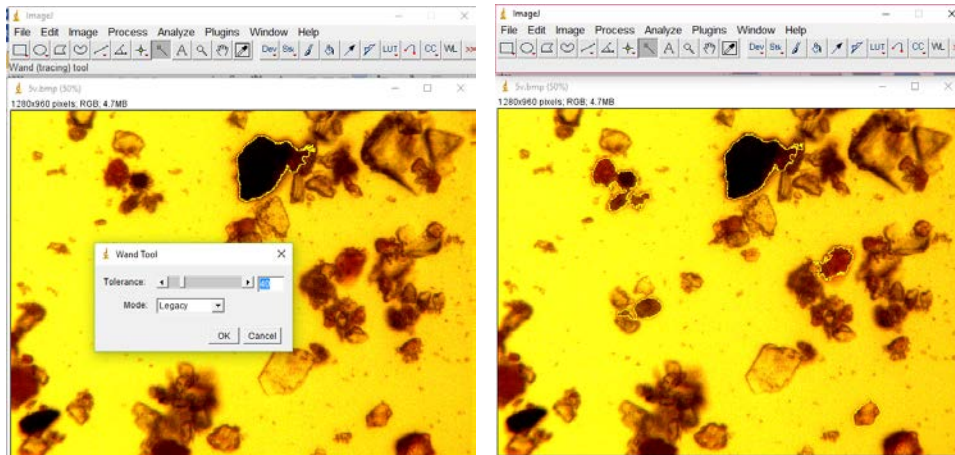 ImageJ
File Edit Image Process Analyze Plugins Window Help
A Dev Stk LUT CC WL
Wand (tracing) tool
5v.bmp (50%)
1280x960 pixels; RGB; 4.7MB
Wand Tool
Tolerance: 40
Mode: Legacy
OK Cancel
ImageJ
File Edit Image Process Analyze Plugins Window Help
A Dev Stk LUT CC WL
5v.bmp (50%)
1280x960 pixels; RGB; 4.7MB